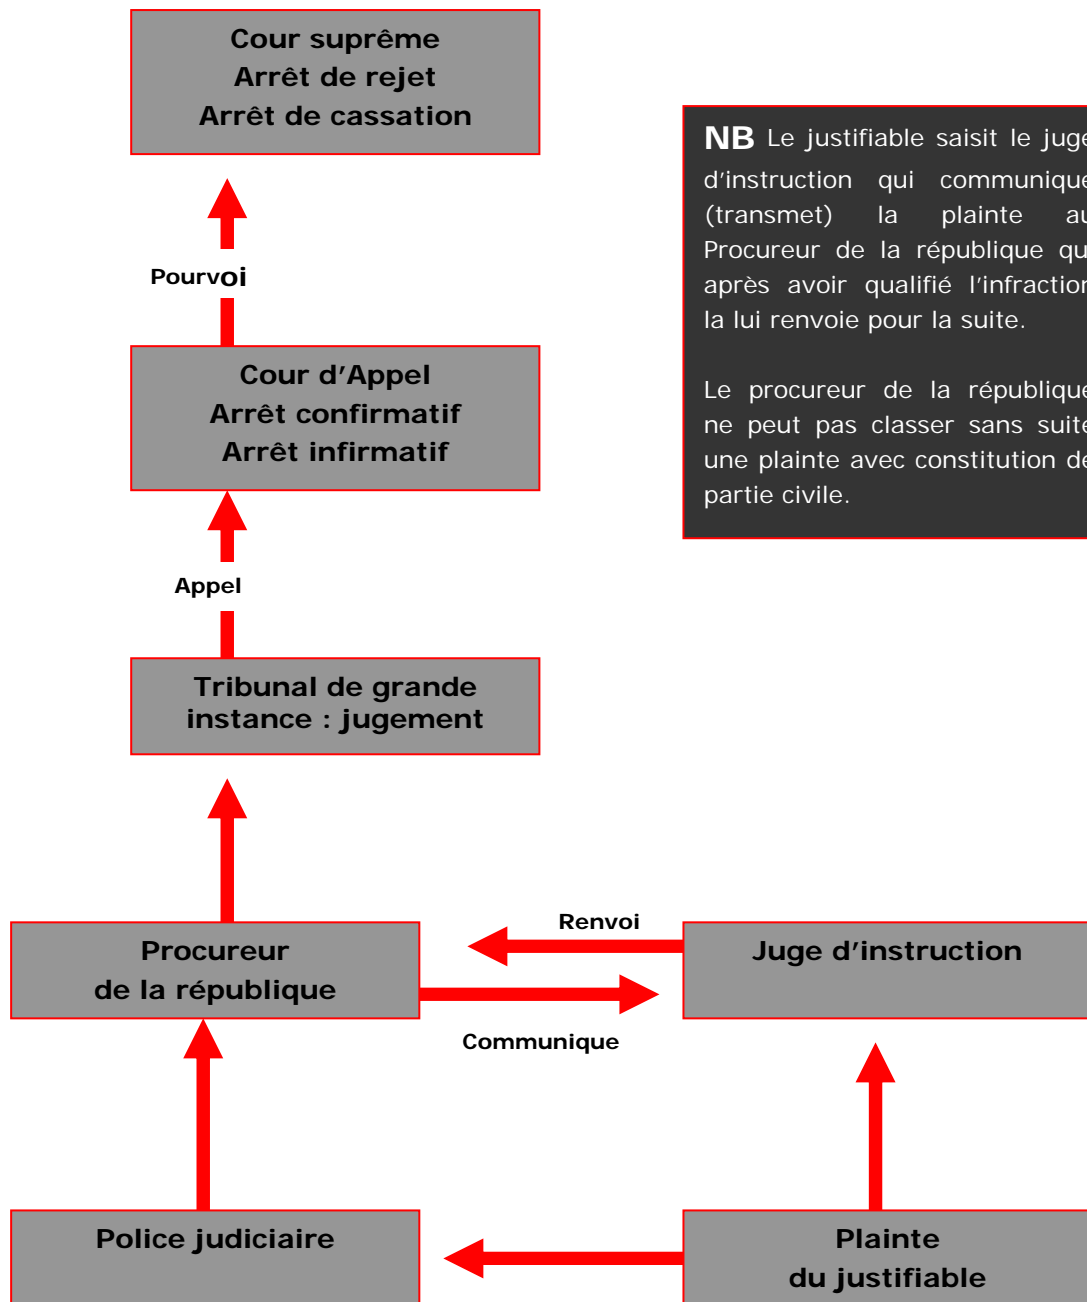 Cour suprême
Arrêt de rejet
Arrêt de cassation
NB Le justifiable saisit le juge
d'instruction qui communique
(transmet) la plainte au
Procureur de la république qui
après avoir qualifié l'infraction
la lui renvoie pour la suite.
Le procureur de la république
ne peut pas classer sans suite
une plainte avec constitution de
partie civile.
Pourvoi
Cour d'Appel
Arrêt confirmatif
Arrêt infirmatif
Appel
Tribunal de grande
instance : jugement
Renvoi
Procureur
de la république
Juge d'instruction
Communique
Police judiciaire
Plainte
du justifiable